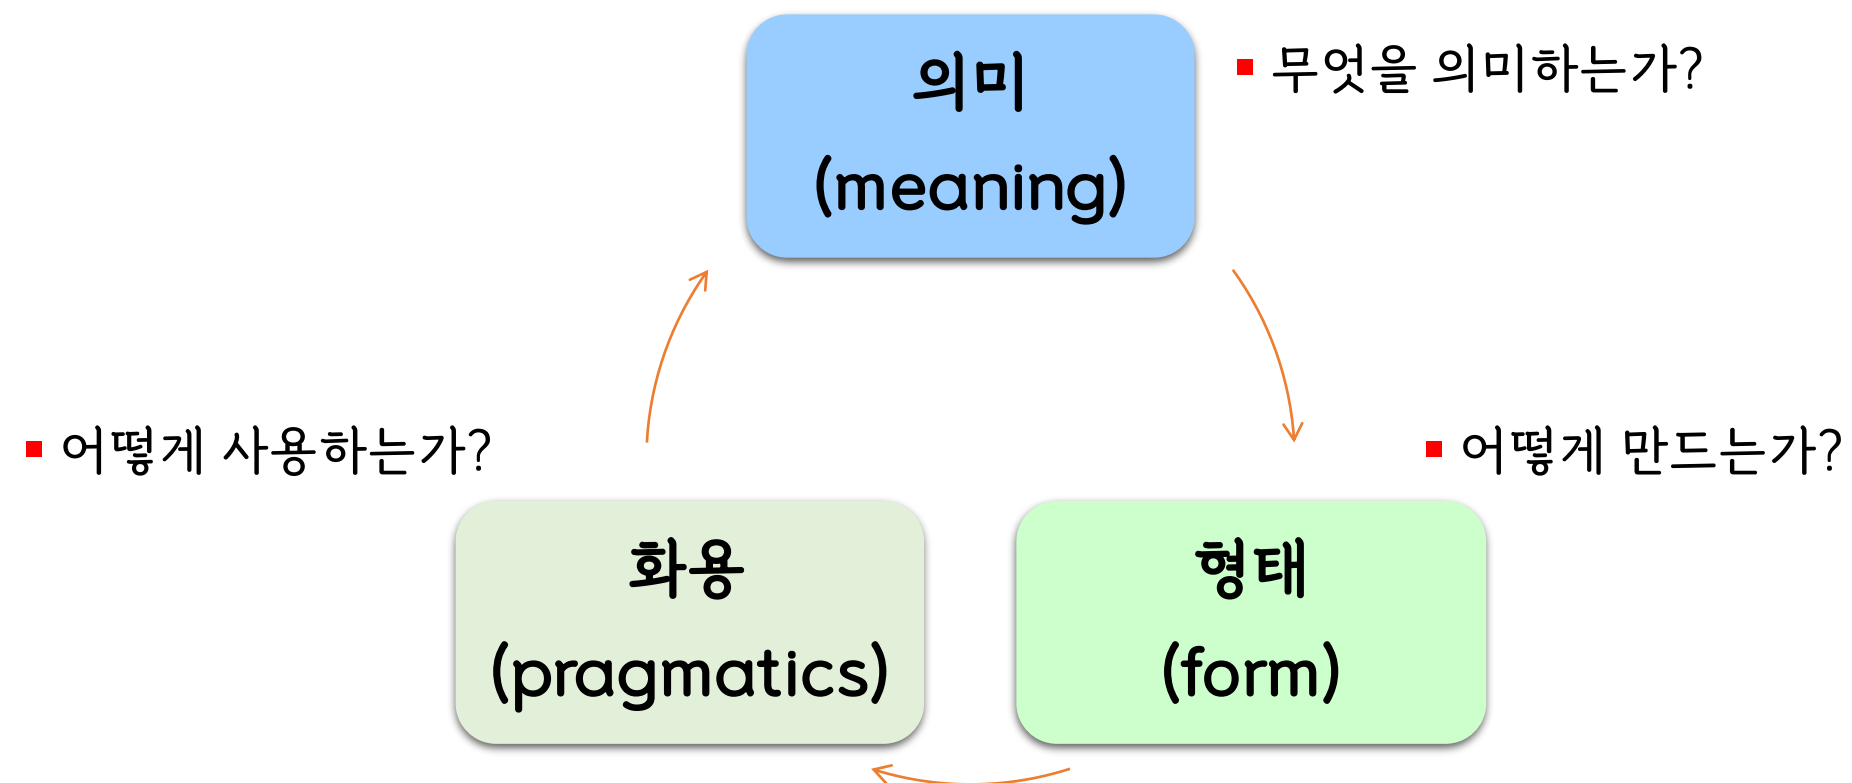 의미
(meaning)
▪ 무엇을 의미하는가?
▪ 어떻게 사용하는가?
▪ 어떻게 만드는가?
화용
(pragmatics)
형태
(form)